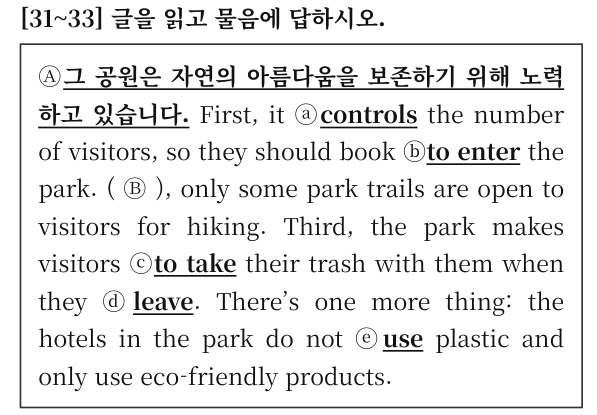 [31~33] 글을 읽고 물음에 답하시오.
Ⓐ그 공원은 자연의 아름다움을 보존하기 위해 노력
하고 있습니다. First, it ⓐcontrols the number
of visitors, so they should book ⓑto enter the
park. ( Ⓑ ), only some park trails are open to
visitors for hiking. Third, the park makes
visitors ⓒto take their trash with them when
they ⓓ leave. There's one more thing: the
hotels in the park do not ⓔuse plastic and
only use eco-friendly products.